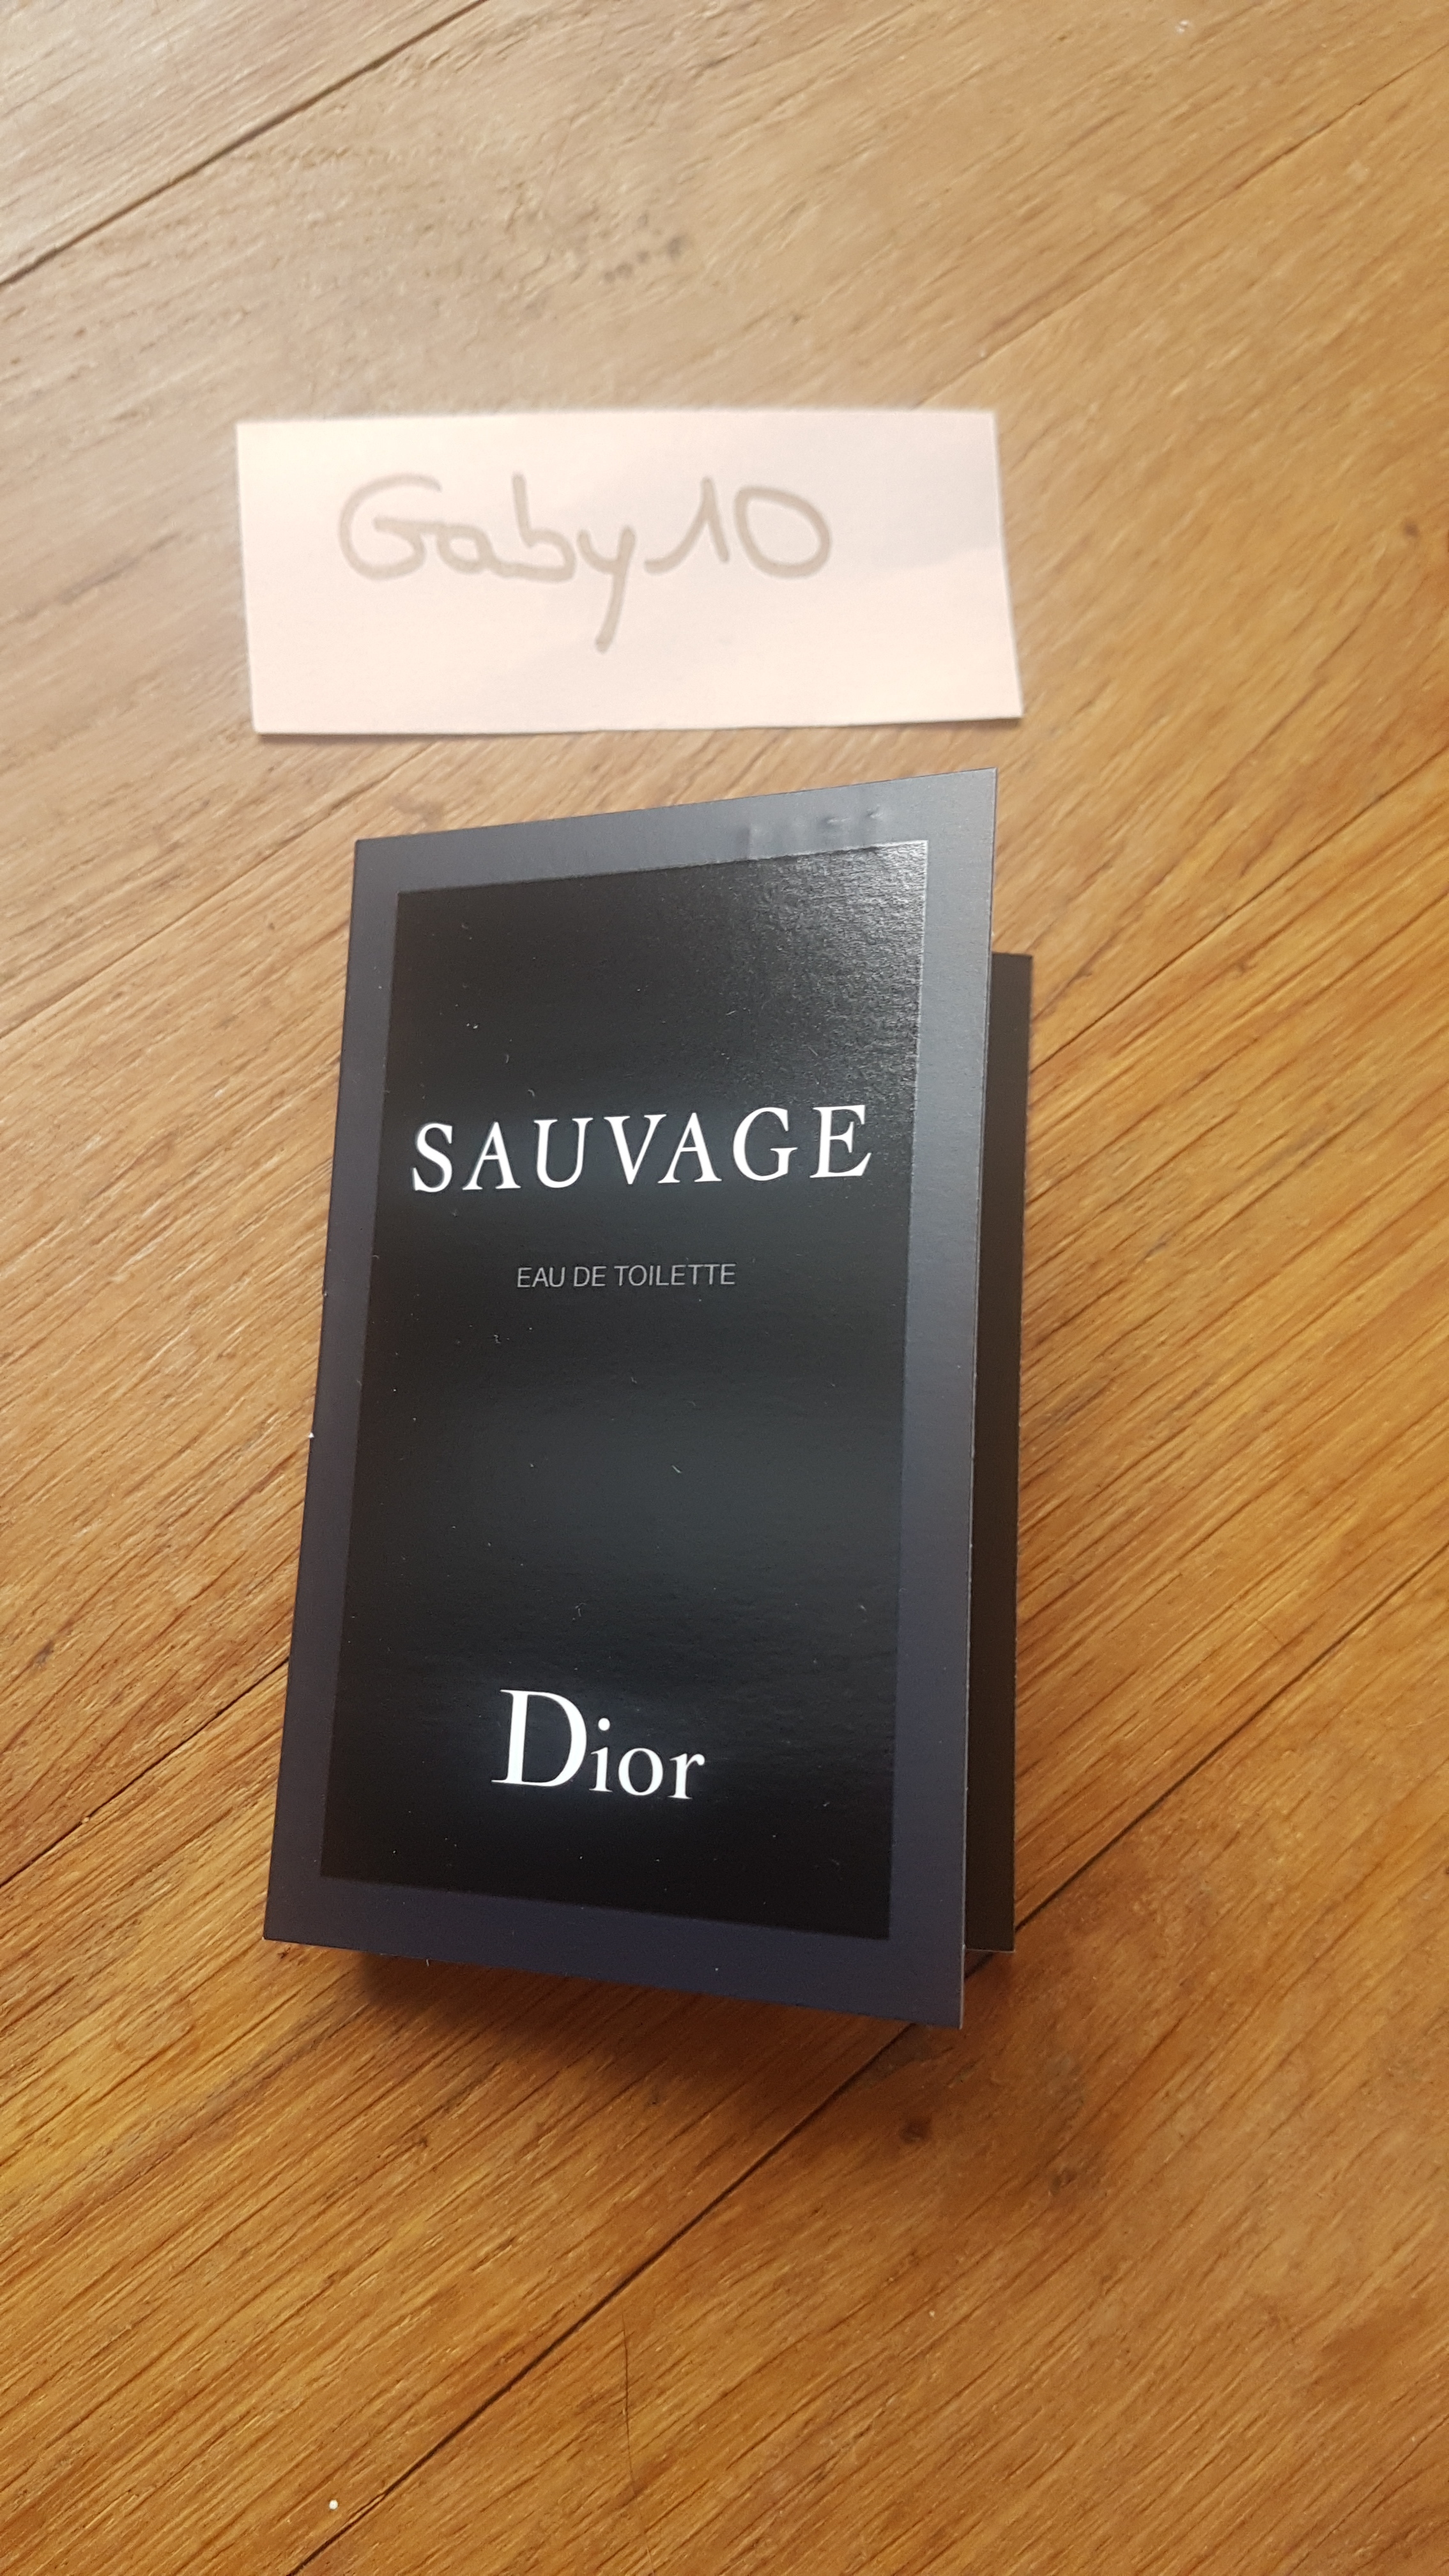 Gaby10
SAUVAGE
EAU DE TOILETTE
Dior